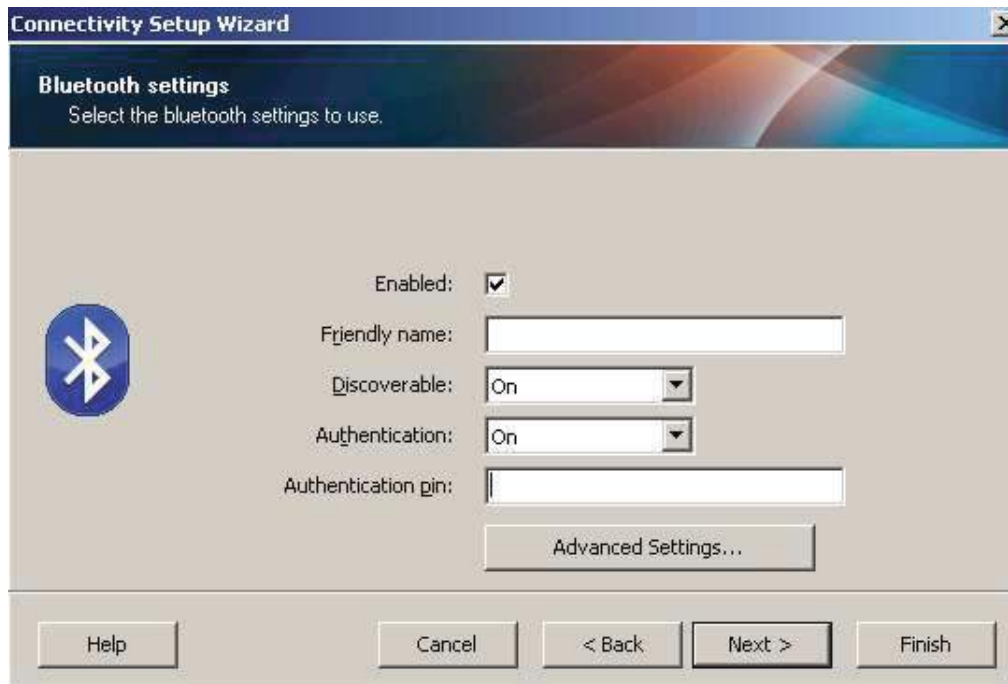 Connectivity Setup Wizard
Bluetooth settings
Select the bluetooth settings to use.
Enabled:
Friendly name:
Discoverable: On
Authentication: On
Authentication pin:
Advanced Settings...
Help Cancel < Back Next > Finish